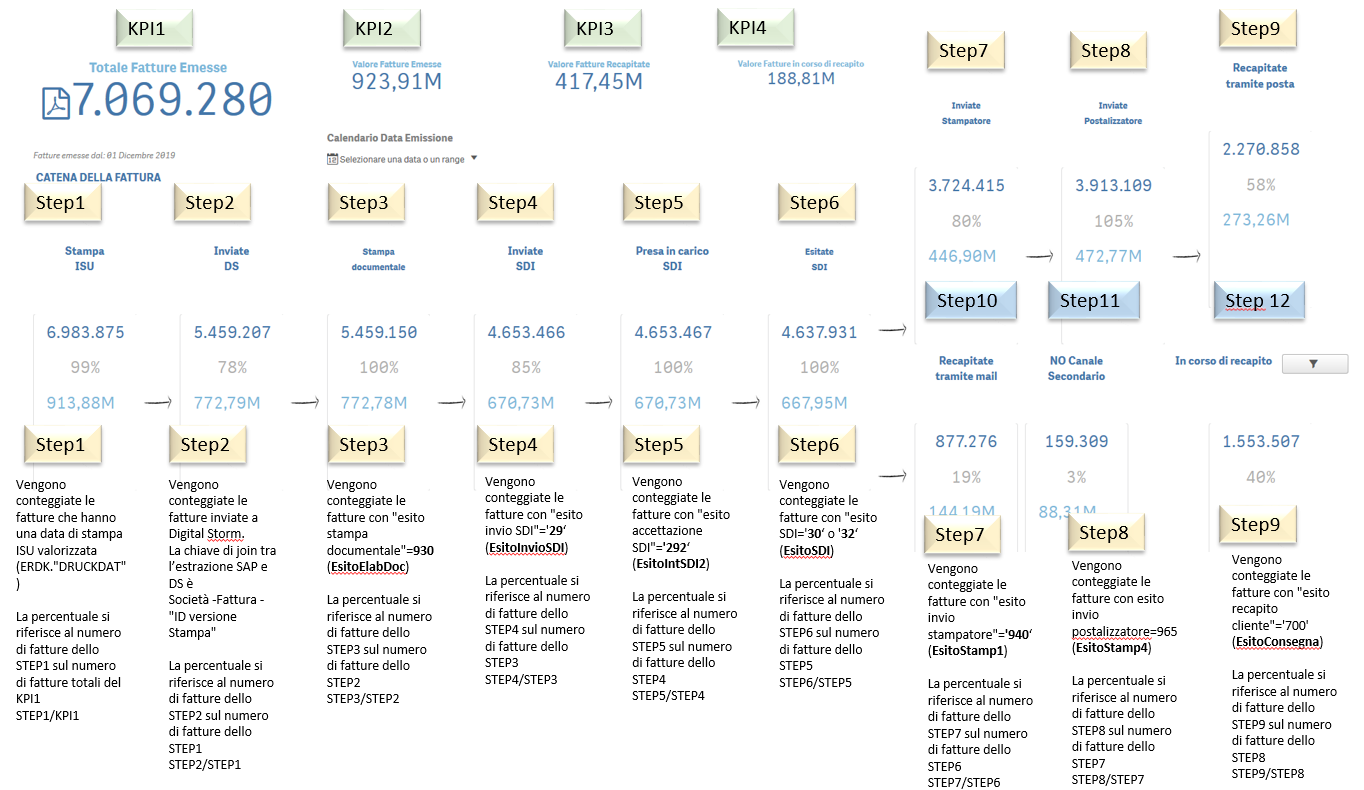 KPI1
KPI2
KPI3
KPI4
Step7
Step8
Step9
Totale Fatture Emesse
7.069.280
Valore Fatture Emesse
923,91M
Valore Fatture Recapitate
417,45M
Valore Fatture in corso di recapito
188,81M
Inviate
Stampatore
Inviate
Postalizzatore
Recapitate
tramite posta
Calendario Data Emissione
12 Selezionare una data o un range
Fatture emesse dal: 01 Dicembre 2019
CATENA DELLA FATTURA
3.724.415
80%
446,90M
3.913.109
105%
472,77M
2.270.858
58%
273,26M
Step1
Step2
Step3
Step4
Step5
Step6
Stampa
ISU
Inviate
DS
Stampa
documentale
Inviate
SDI
Presa in carico
SDI
Esitate
SDI
Step10
Step11
Step 12
6.983.875
99%
913,88M
5.459.207
78%
772,79M
5.459.150
100%
772,78M
4.653.466
85%
670,73M
4.653.467
100%
670,73M
4.637.931
100%
667,95M
Recapitate
tramite mail
NO Canale
Secondario
In corso di recapito
877.276
19%
144,19M
159.309
3%
88,31M
1.553.507
40%
Step1
Step2
Step3
Step4
Step5
Step6
Vengono
conteggiate le
fatture che hanno
una data di stampa
ISU valorizzata
(ERDK."DRUCKDAT"
)
La percentuale si
riferisce al numero
di fatture dello
STEP1 sul numero
di fatture totali del
KPI1
STEP1/KPI1
Vengono
conteggiate le
fatture inviate a
Digital Storm.
La chiave di join tra
l’estrazione SAP e
DS è
Società -Fattura -
"ID versione
Stampa"
La percentuale si
riferisce al numero
di fatture dello
STEP2 sul numero
di fatture dello
STEP1
STEP2/STEP1
Vengono
conteggiate le
fatture con "esito
stampa
documentale"=930
(EsitoElabDoc)
La percentuale si
riferisce al numero
di fatture dello
STEP3 sul numero
di fatture dello
STEP2
STEP3/STEP2
Vengono
conteggiate le
fatture con "esito
invio SDI"='29‘
(EsitoInvioSDI)
La percentuale si
riferisce al numero
di fatture dello
STEP4 sul numero
di fatture dello
STEP3
STEP4/STEP3
Vengono
conteggiate le
fatture con "esito
accettazione
SDI"='292‘
(EsitoIntSDI2)
La percentuale si
riferisce al numero
di fatture dello
STEP5 sul numero
di fatture dello
STEP4
STEP5/STEP4
Vengono
conteggiate le
fatture con "esito
SDI='30‘ o '32‘
(EsitoSDI)
La percentuale si
riferisce al numero
di fatture dello
STEP6 sul numero
di fatture dello
STEP5
STEP6/STEP5
Step7
Step8
Step9
Vengono
conteggiate le
fatture con "esito
invio
stampatore"='940‘
(EsitoStamp1)
La percentuale si
riferisce al numero
di fatture dello
STEP7 sul numero
di fatture dello
STEP6
STEP7/STEP6
Vengono
conteggiate le
fatture con esito
invio
postalizzatore=965
(EsitoStamp4)
La percentuale si
riferisce al numero
di fatture dello
STEP8 sul numero
di fatture dello
STEP7
STEP8/STEP7
Vengono
conteggiate le
fatture con "esito
recapito
cliente"='700'
(EsitoConsegna)
La percentuale si
riferisce al numero
di fatture dello
STEP9 sul numero
di fatture dello
STEP8
STEP9/STEP8